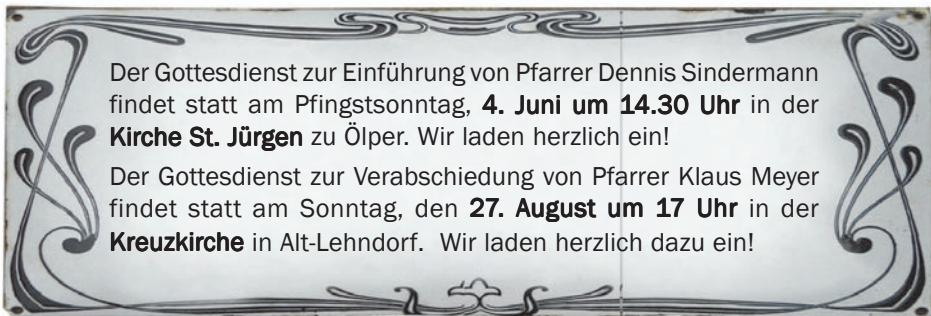 Der Gottesdienst zur Einführung von Pfarrer Dennis Sindermann
findet statt am Pfingstsonntag, 4. Juni um 14.30 Uhr in der
Kirche St. Jürgen zu Ölper. Wir laden herzlich ein!
Der Gottesdienst zur Verabschiedung von Pfarrer Klaus Meyer
findet statt am Sonntag, den 27. August um 17 Uhr in der
Kreuzkirche in Alt-Lehndorf. Wir laden herzlich dazu ein!